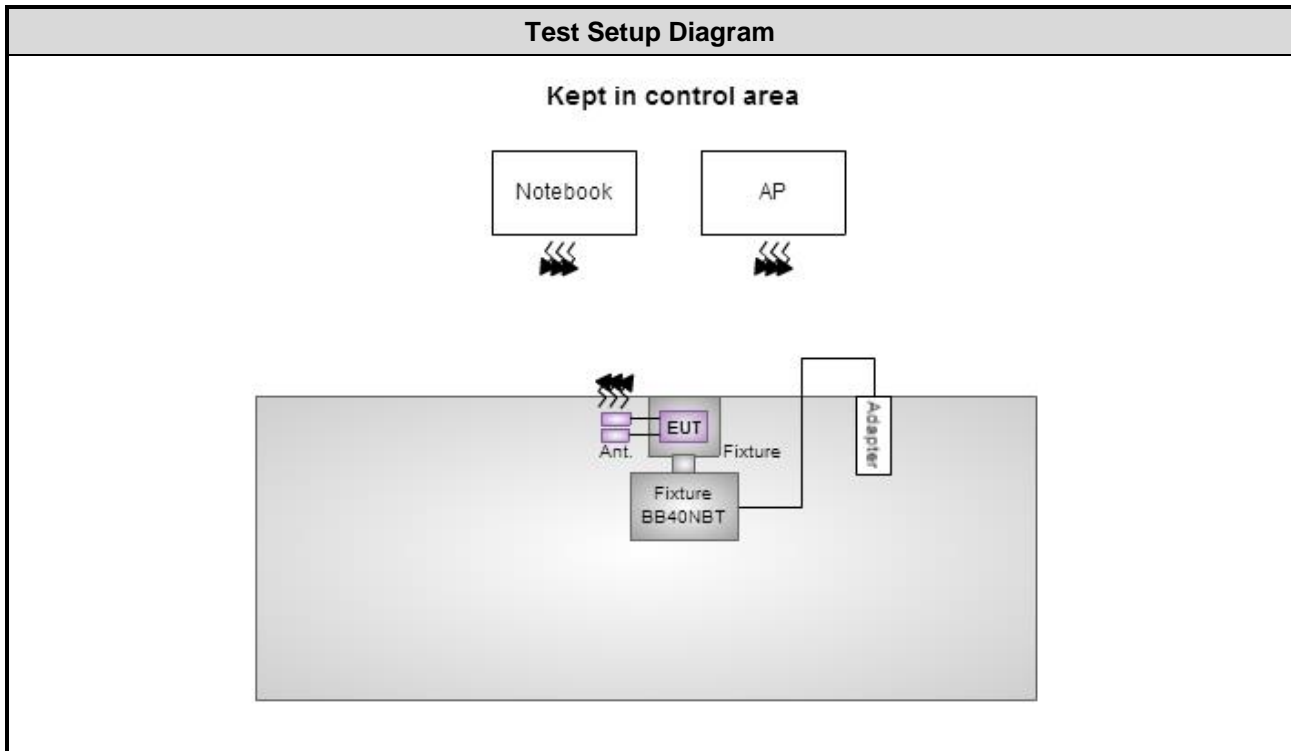 Test Setup Diagram
Kept in control area
Notebook
AP
EUT
Ant.
Fixture
Adapter
Fixture
BB40NBT